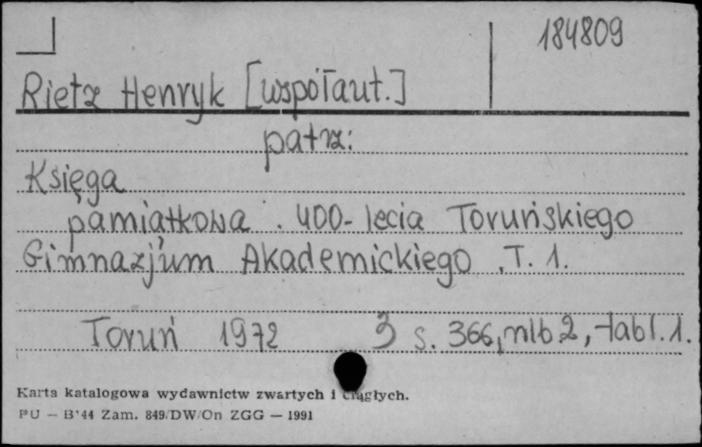 184809
Rietz Henryk [współaut.]
patrz:
Księga
pamiątkowa 400-lecia Toruńskiego
Gimnazjum Akademickiego, T. 1.
Toruń 1972 3 s. 366, nlb 2, tabl. 1.
Karta katalogowa wydawnictw zwartych i ciągłych.
PU — B'44 Zam. 849/DW/On ZGG — 1991